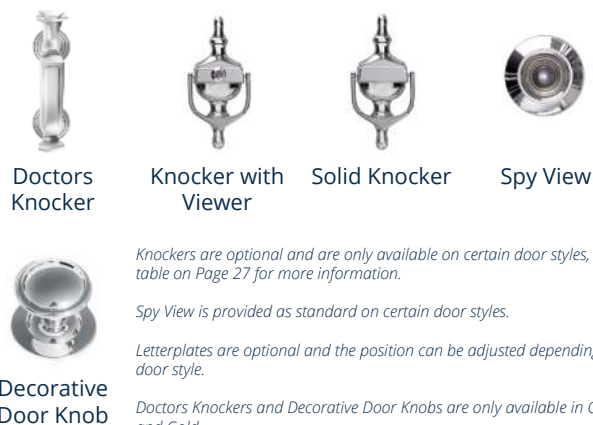 Doctors
Knocker
Knocker with
Viewer
Solid Knocker
Spy View
Decorative
Door Knob
Knockers are optional and are only available on certain door styles,
table on Page 27 for more information.
Spy View is provided as standard on certain door styles.
Letterplates are optional and the position can be adjusted depending
door style.
Doctors Knockers and Decorative Door Knobs are only available in
and Gold